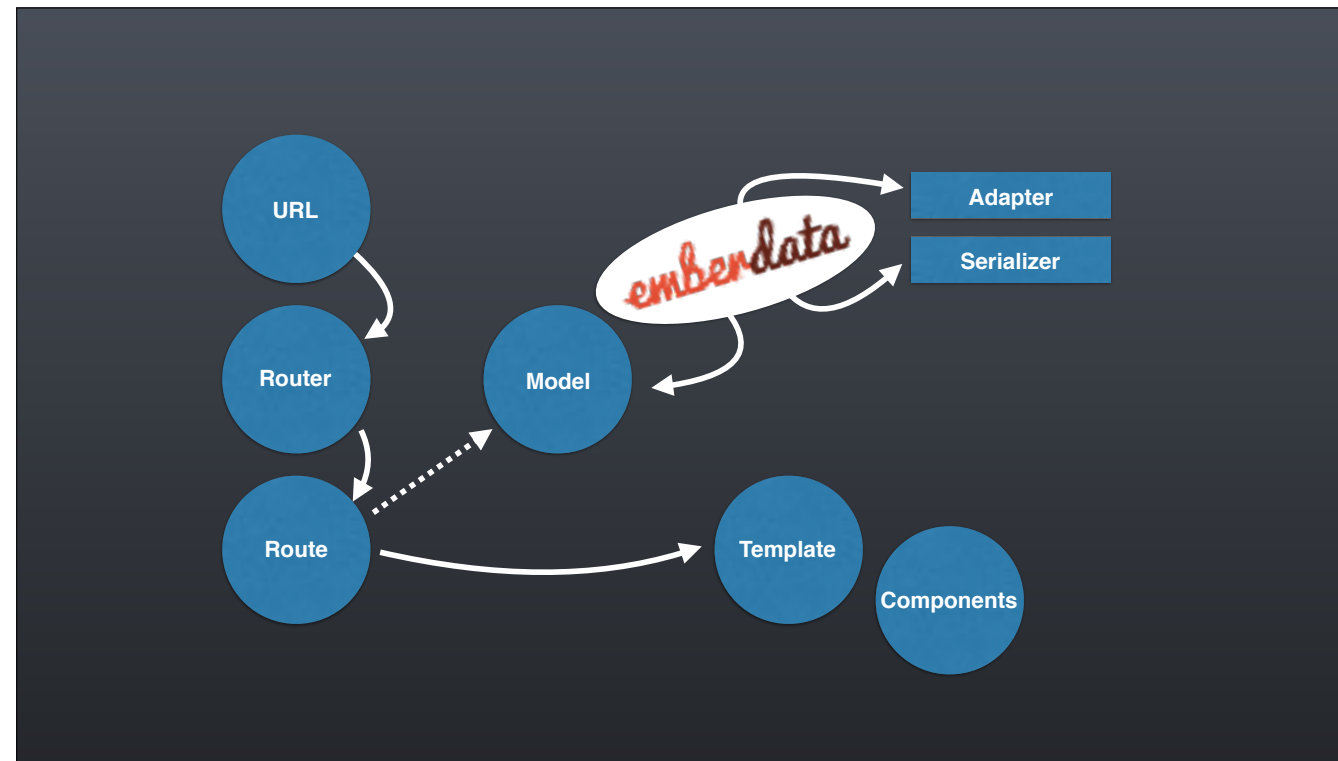 URL
Router
Route
Model
emberdata
Adapter
Serializer
Template
Components